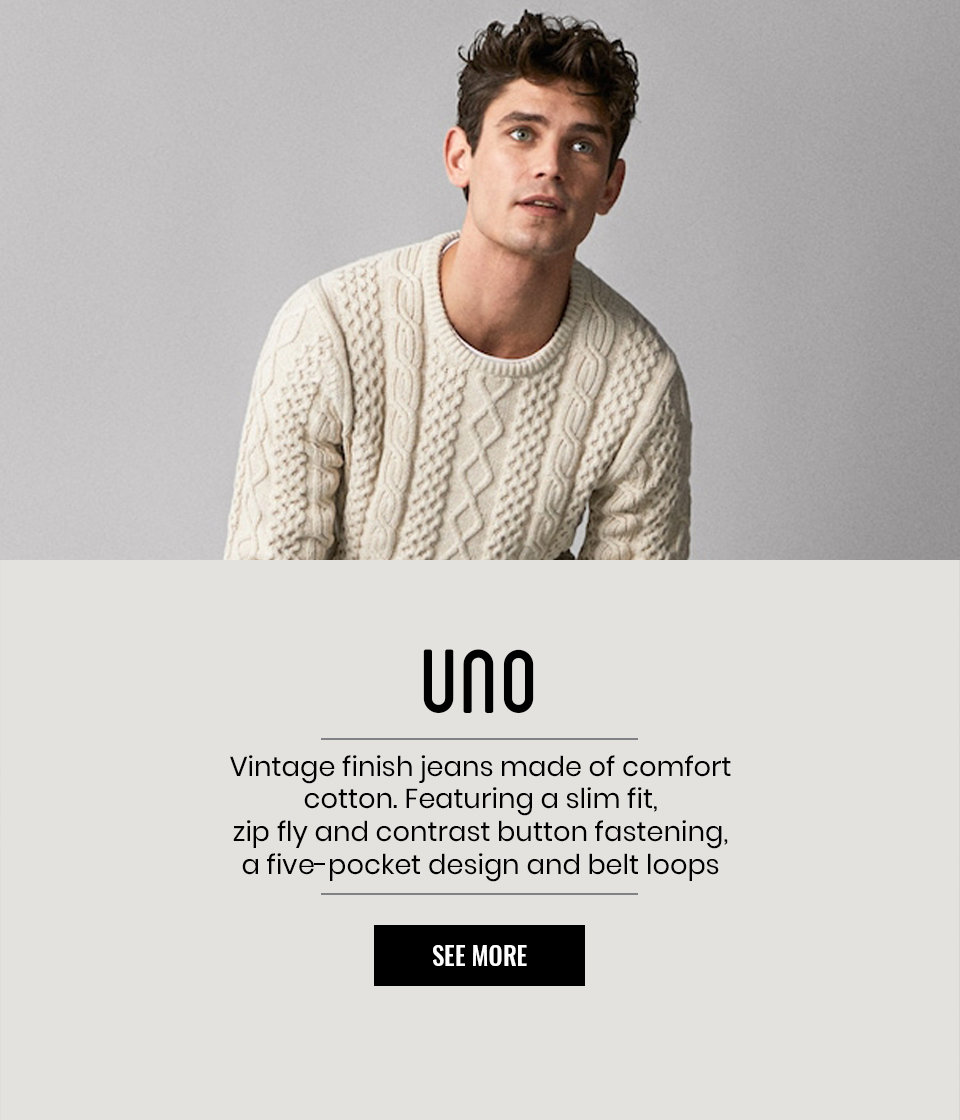 UNO
Vintage finish jeans made of comfort
cotton. Featuring a slim fit,
zip fly and contrast button fastening,
a five-pocket design and belt loops
SEE MORE